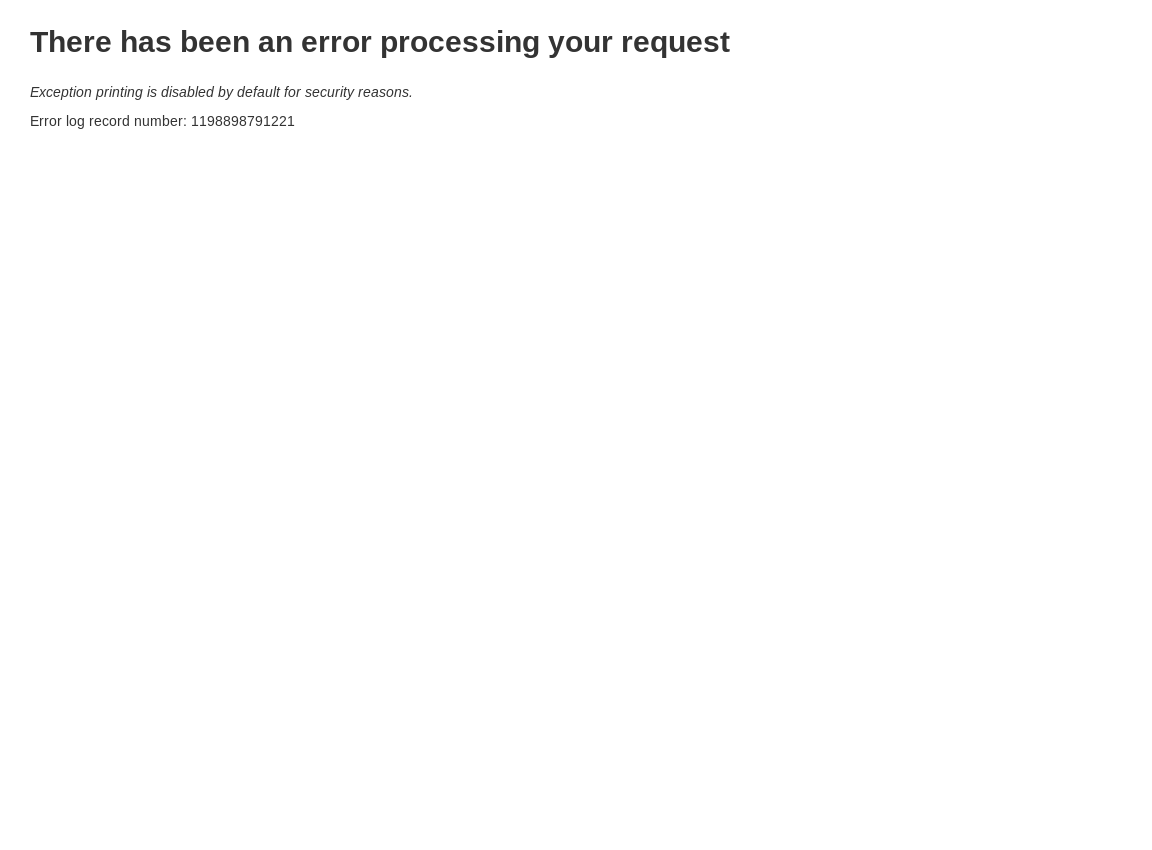 There has been an error processing your request
Exception printing is disabled by default for security reasons.
Error log record number: 1198898791221